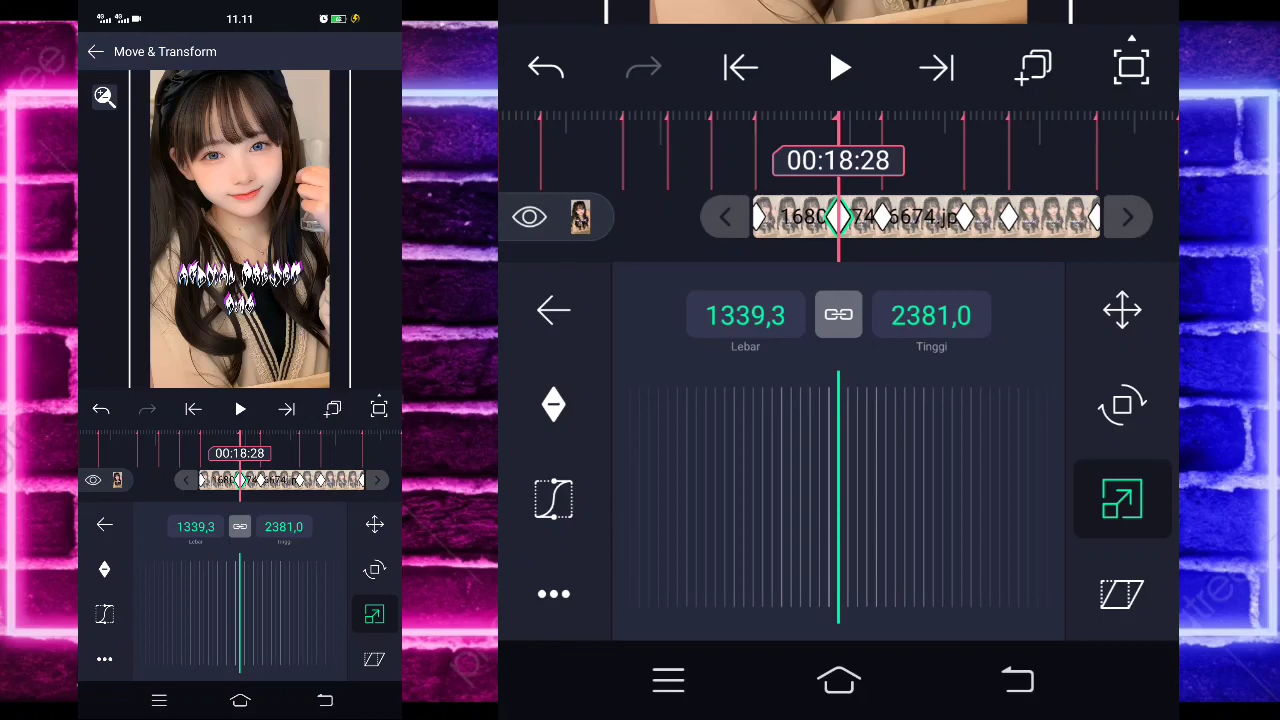 11.11
Move & Transform
00:18:28
1339,3
2381,0
Lebar
Tinggi
00:18:28
1339,3
2381,0
Lebar
Tinggi